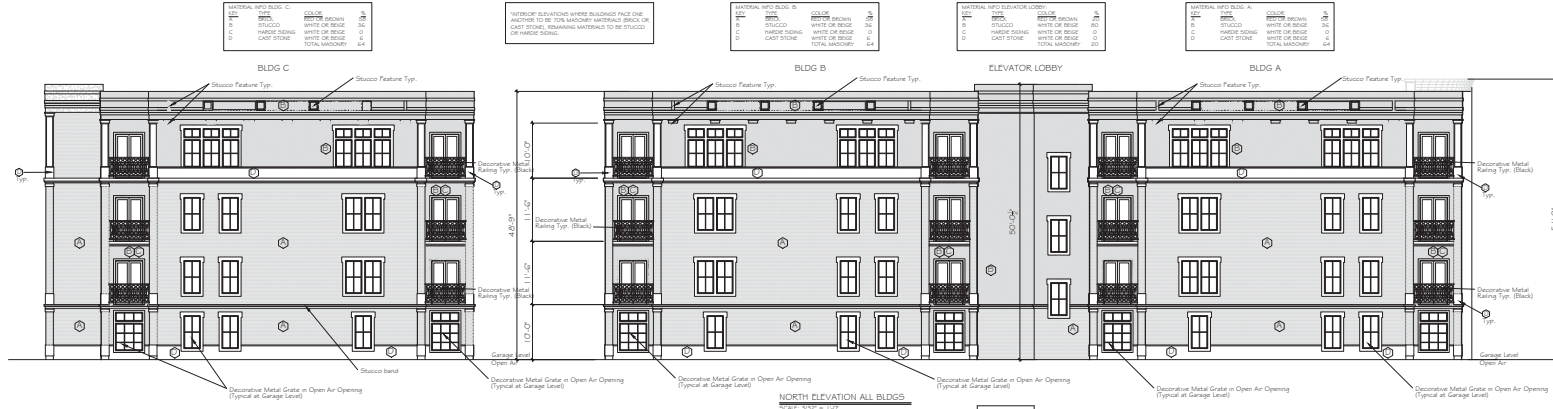 MATERIAL INFO BLDG. C:
KEY TYPE COLOR %
A BRICK RED OR BROWN 58
B STUCCO WHITE OR BEIGE 36
C HARDIE SIDING WHITE OR BEIGE 0
D CAST STONE WHITE OR BEIGE 6
TOTAL MASONRY 64
"INTERIOR" ELEVATIONS WHERE BUILDINGS FACE ONE
ANOTHER TO BE 70% MASONRY MATERIALS (BRICK OR
CAST STONE), REMAINING MATERIALS TO BE STUCCO
OR HARDIE SIDING.
MATERIAL INFO BLDG. B:
KEY TYPE COLOR %
A BRICK RED OR BROWN 58
B STUCCO WHITE OR BEIGE 36
C HARDIE SIDING WHITE OR BEIGE 0
D CAST STONE WHITE OR BEIGE 6
TOTAL MASONRY 64
MATERIAL INFO ELEVATOR LOBBY:
KEY TYPE COLOR %
A BRICK RED OR BROWN 20
B STUCCO WHITE OR BEIGE 80
C HARDIE SIDING WHITE OR BEIGE 0
D CAST STONE WHITE OR BEIGE 0
TOTAL MASONRY 20
MATERIAL INFO BLDG. A:
KEY TYPE COLOR %
A BRICK RED OR BROWN 58
B STUCCO WHITE OR BEIGE 36
C HARDIE SIDING WHITE OR BEIGE 0
D CAST STONE WHITE OR BEIGE 6
TOTAL MASONRY 64
BLDG C
BLDG B
ELEVATOR LOBBY
BLDG A
Stucco Feature Typ.
Stucco Feature Typ.
Stucco Feature Typ.
Stucco Feature Typ.
Stucco Feature Typ.
Stucco Feature Typ.
B
B
B
B
B
B
D
Typ.
D
Decorative Metal
Railing Typ. (Black)
D
Typ.
10'-0"
D
D
D
Decorative Metal
Railing Typ. (Black)
D
Typ.
B C
B C
B C
48'-9"
11'-6"
Decorative Metal
Railing Typ. (Black)
50'-0½"
A
A
A
A
B C
B C
B C
B
11'-6"
Decorative Metal
Railing Typ. (Black)
Decorative Metal
Railing Typ. (Black)
D
Typ.
A
A
10'-0"
A
A
A
D
D
D
D
D
D
Garage Level
Open Air
Garage Level
Open Air
Stucco band
Decorative Metal Grate in Open Air Opening
(Typical at Garage Level)
Decorative Metal Grate in Open Air Opening
(Typical at Garage Level)
Decorative Metal Grate in Open Air Opening
(Typical at Garage Level)
Decorative Metal Grate in Open Air Opening
(Typical at Garage Level)
Decorative Metal Grate in Open Air Opening
(Typical at Garage Level)
Decorative Metal Grate in Open Air Opening
(Typical at Garage Level)
NORTH ELEVATION ALL BLDGS